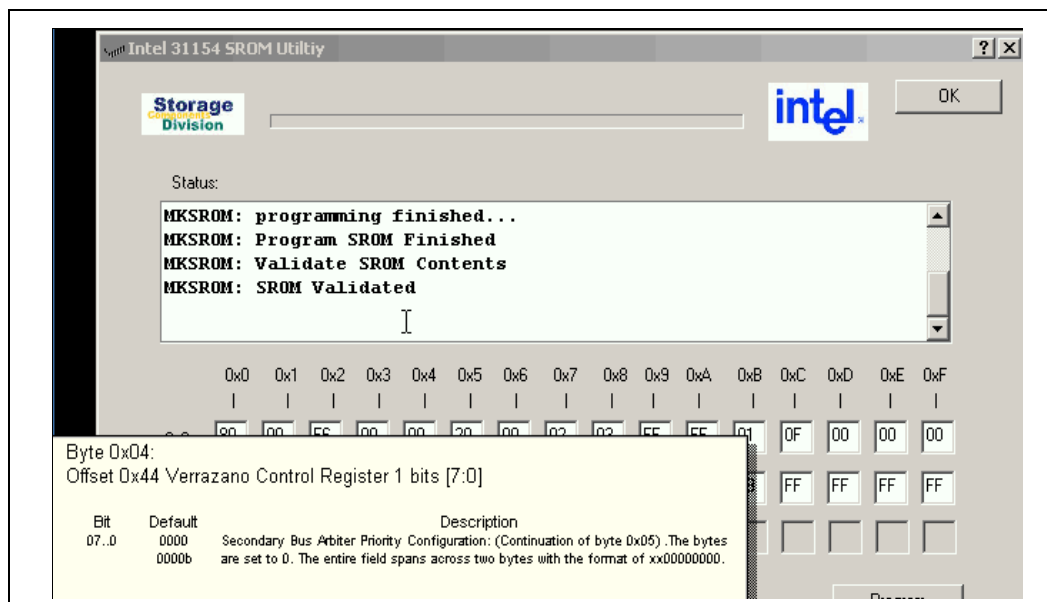 Intel 31154 SROM Utiltiy
? X
Storage
Components
Division
intel
OK
Status:
MKSROM: programming finished...
MKSROM: Program SROM Finished
MKSROM: Validate SROM Contents
MKSROM: SROM Validated
0x0 0x1 0x2 0x3 0x4 0x5 0x6 0x7 0x8 0x9 0xA 0xB 0xC 0xD 0xE 0xF
0F 00 00 00
FF FF FF FF
Byte 0x04:
Offset 0x44 Verrazano Control Register 1 bits [7:0]
Bit Default Description
07..0 0000 Secondary Bus Arbiter Priority Configuration: (Continuation of byte 0x05) .The bytes
0000b are set to 0. The entire field spans across two bytes with the format of xx00000000.